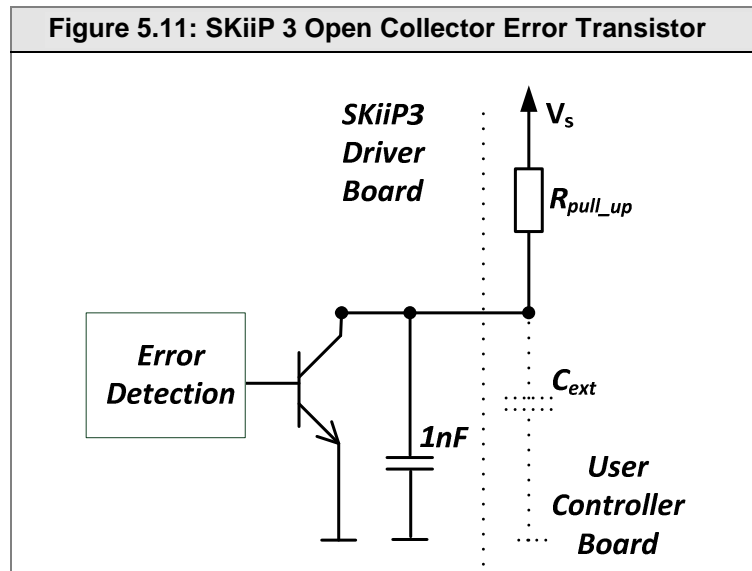 Figure 5.11: SKiiP 3 Open Collector Error Transistor
SKiiP3
Driver
Board
Vs
Rpull_up
Error
Detection
1nF
Cext
User
Controller
Board